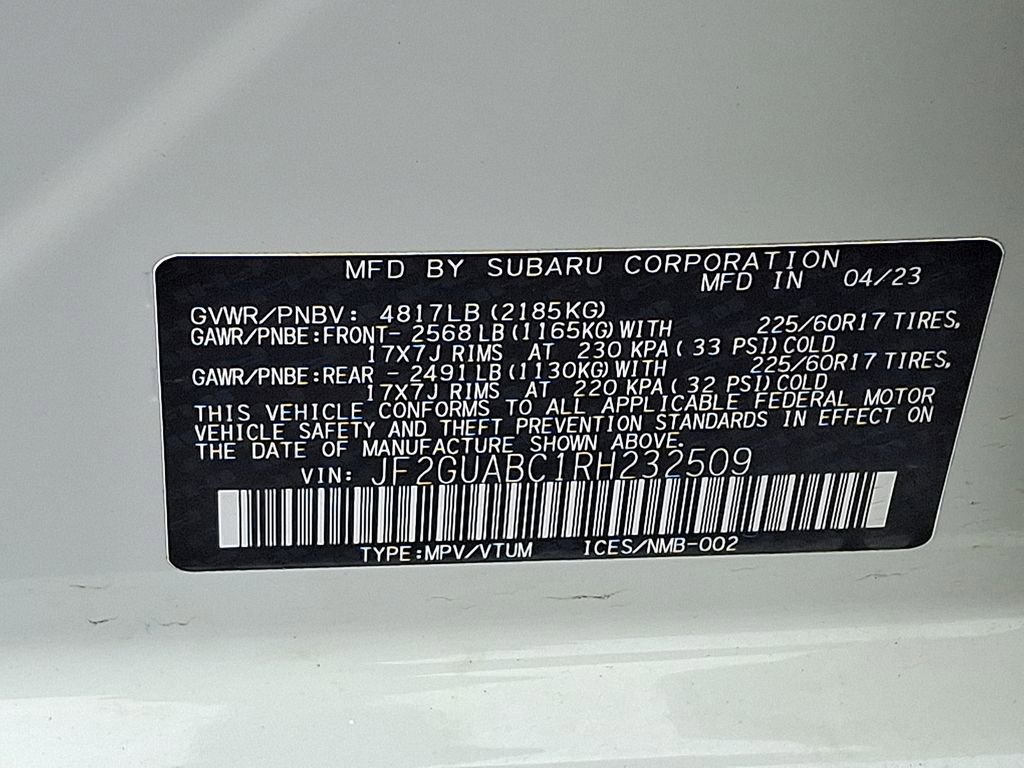 MFD BY SUBARU CORPORATION
MFD IN 04/23
GVWR/PNBV: 4817LB (2185KG)
GAWR/PNBE:FRONT- 2568 LB (1165KG) WITH 225/60R17 TIRES,
17X7J RIMS AT 230 KPA ( 33 PSI) COLD
GAWR/PNBE:REAR - 2491 LB (1130KG) WITH 225/60R17 TIRES,
17X7J RIMS AT 220 KPA ( 32 PSI) COLD
THIS VEHICLE CONFORMS TO ALL APPLICABLE FEDERAL MOTOR
VEHICLE SAFETY AND THEFT PREVENTION STANDARDS IN EFFECT ON
THE DATE OF MANUFACTURE SHOWN ABOVE.
VIN: JF2GUABC1RH232509
TYPE:MPV/VTUM ICES/NMB-002